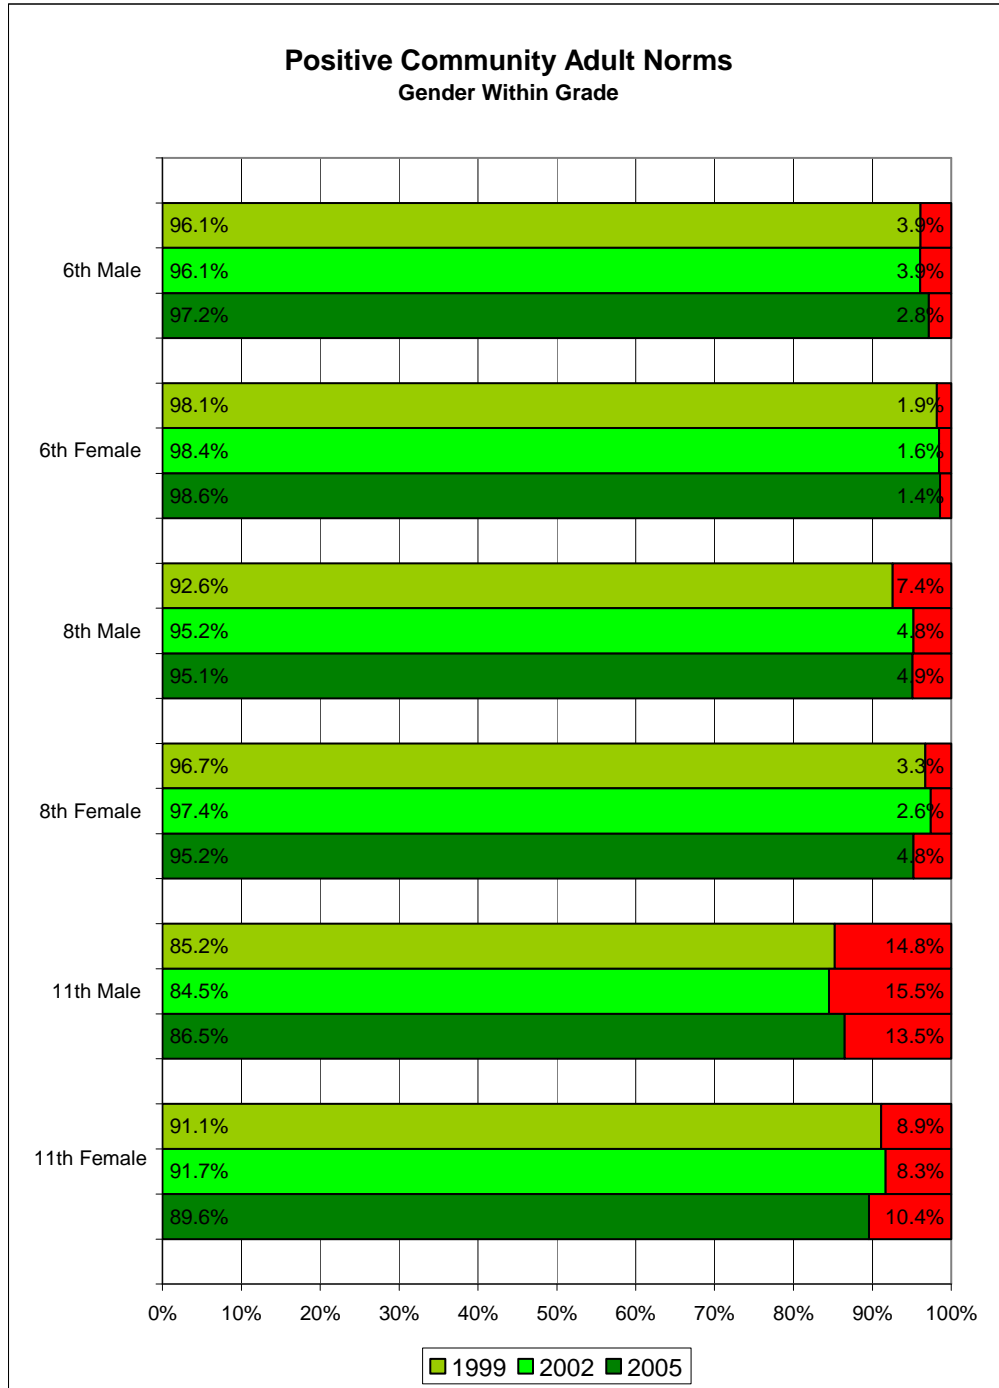 Positive Community Adult Norms
Gender Within Grade
96.1% 3.9%
6th Male 96.1% 3.9%
97.2% 2.8%
98.1% 1.9%
6th Female 98.4% 1.6%
98.6% 1.4%
92.6% 7.4%
8th Male 95.2% 4.8%
95.1% 4.9%
96.7% 3.3%
8th Female 97.4% 2.6%
95.2% 4.8%
85.2% 14.8%
11th Male 84.5% 15.5%
86.5% 13.5%
91.1% 8.9%
11th Female 91.7% 8.3%
89.6% 10.4%
0% 10% 20% 30% 40% 50% 60% 70% 80% 90% 100%
1999 2002 2005